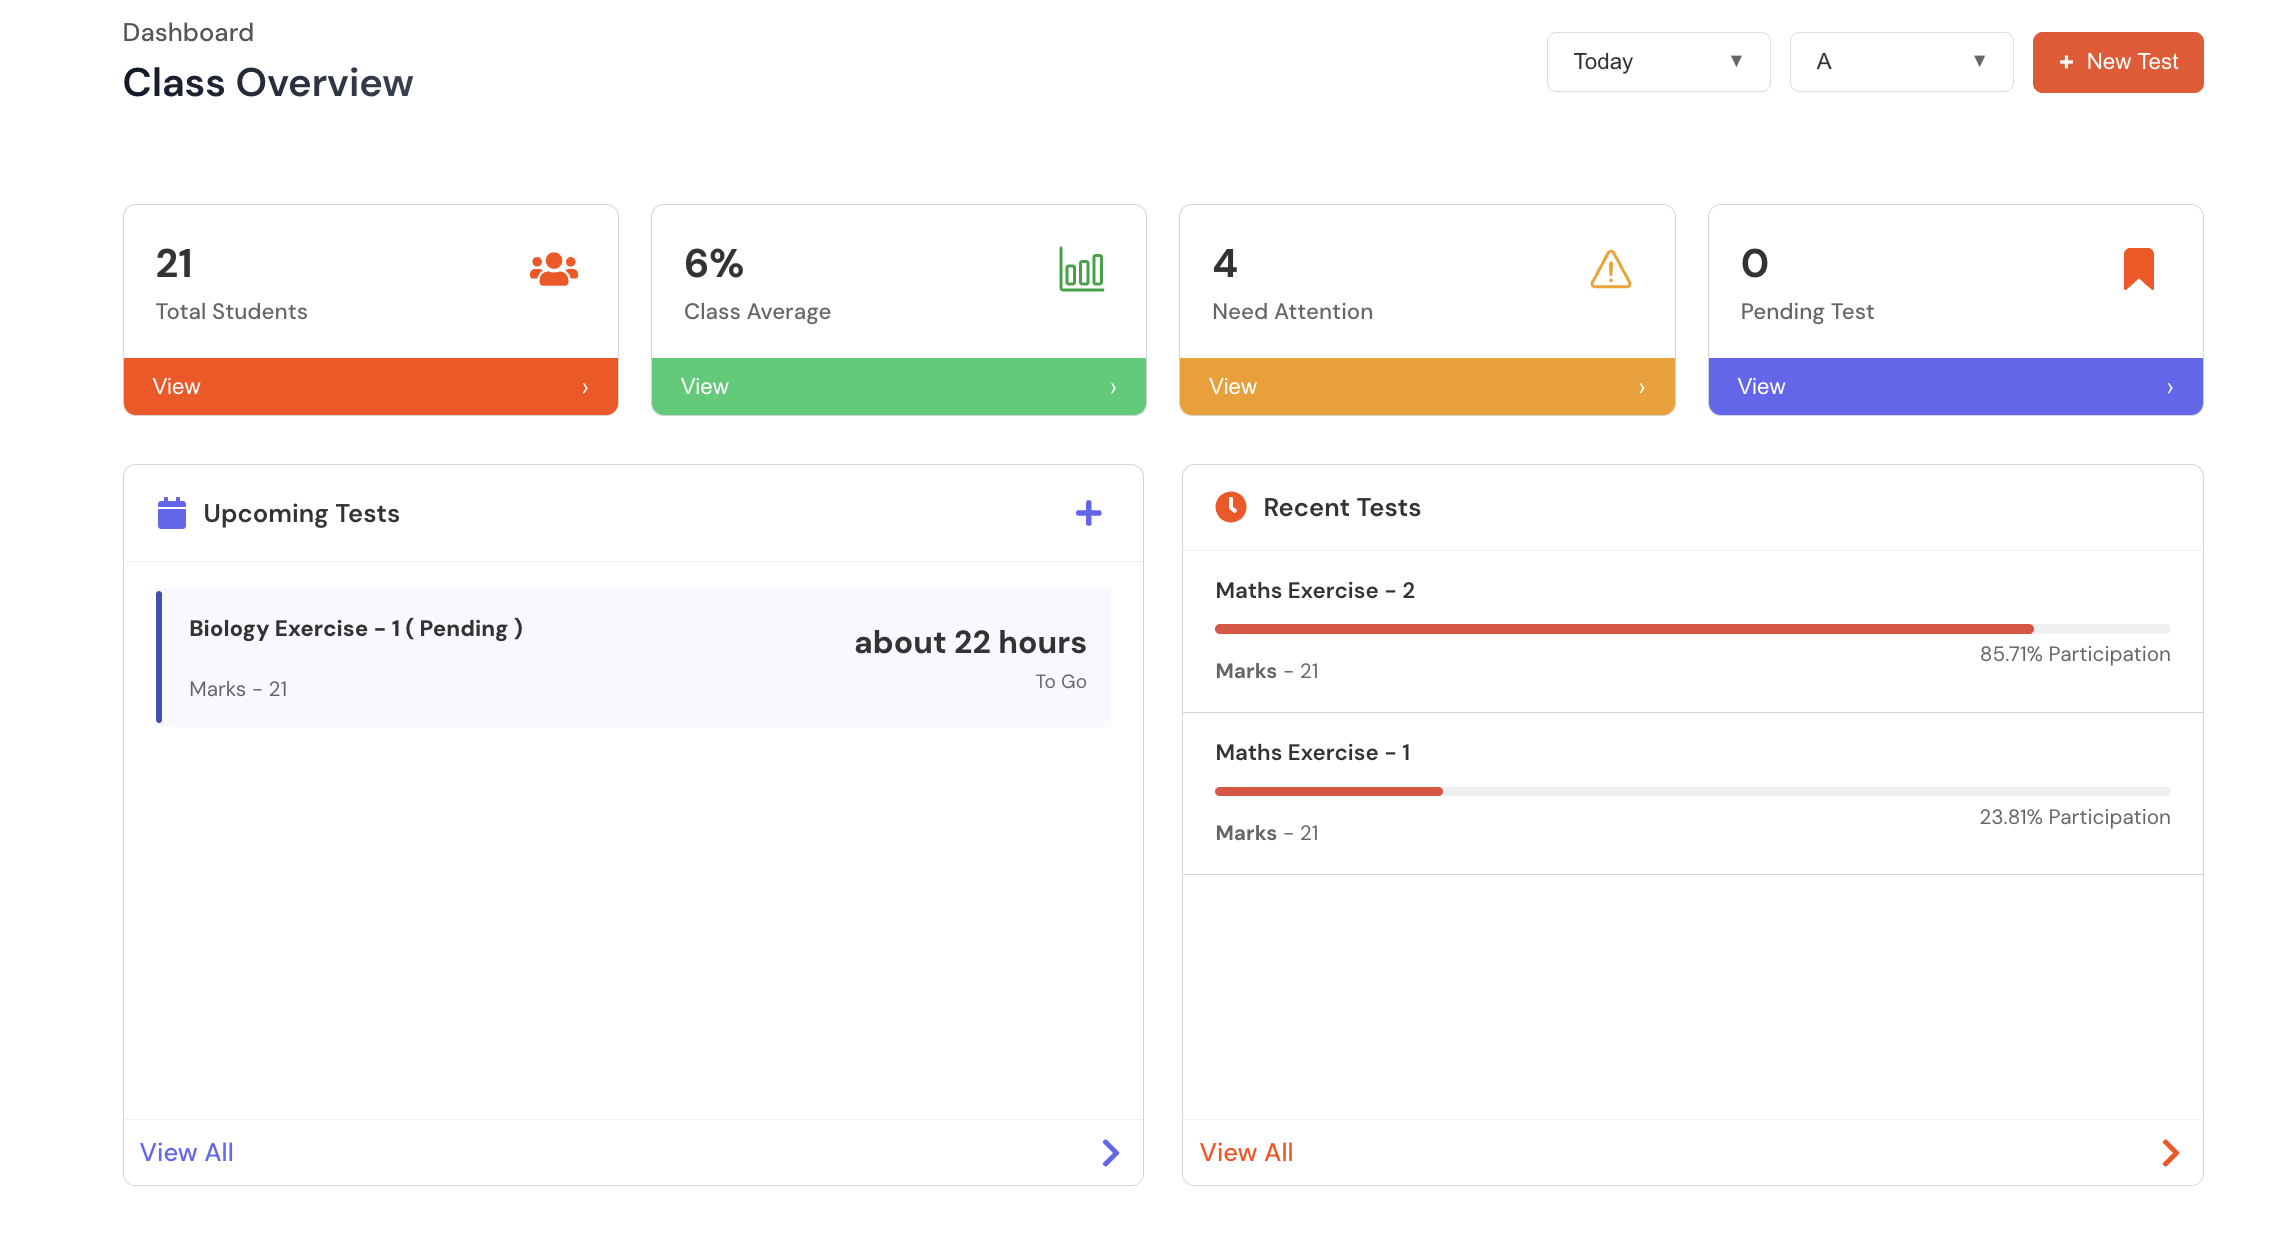 Dashboard
Class Overview
Today
A
+ New Test
21
Total Students
View
6%
Class Average
View
4
Need Attention
View
0
Pending Test
View
Upcoming Tests
Biology Exercise - 1 ( Pending )
Marks - 21
about 22 hours
To Go
View All
Recent Tests
Maths Exercise - 2
85.71% Participation
Marks - 21
Maths Exercise - 1
23.81% Participation
Marks - 21
View All